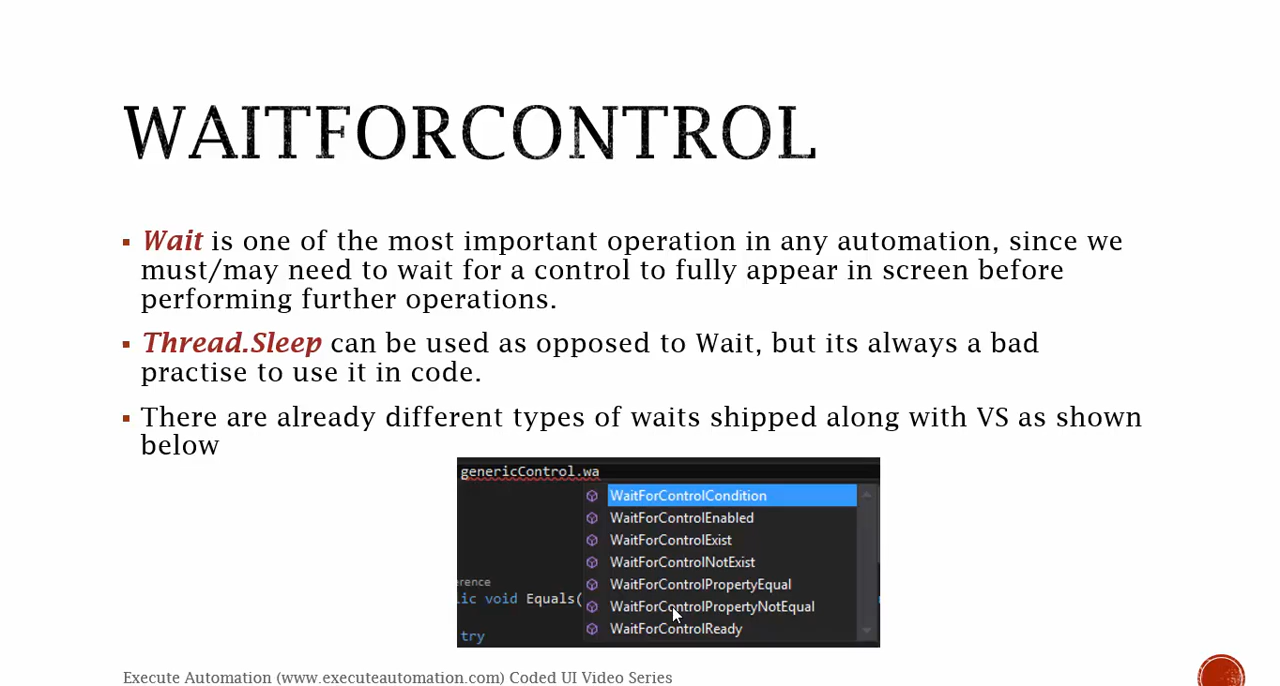 WAITFORCONTROL
▪ Wait is one of the most important operation in any automation, since we
must/may need to wait for a control to fully appear in screen before
performing further operations.
▪ Thread.Sleep can be used as opposed to Wait, but its always a bad
practise to use it in code.
▪ There are already different types of waits shipped along with VS as shown
below
genericControl.wa
WaitForControlCondition
WaitForControlEnabled
WaitForControlExist
WaitForControlNotExist
erence
WaitForControlPropertyEqual
lic void Equals(
WaitForControlPropertyNotEqual
try
WaitForControlReady
Execute Automation (www.executeautomation.com) Coded UI Video Series